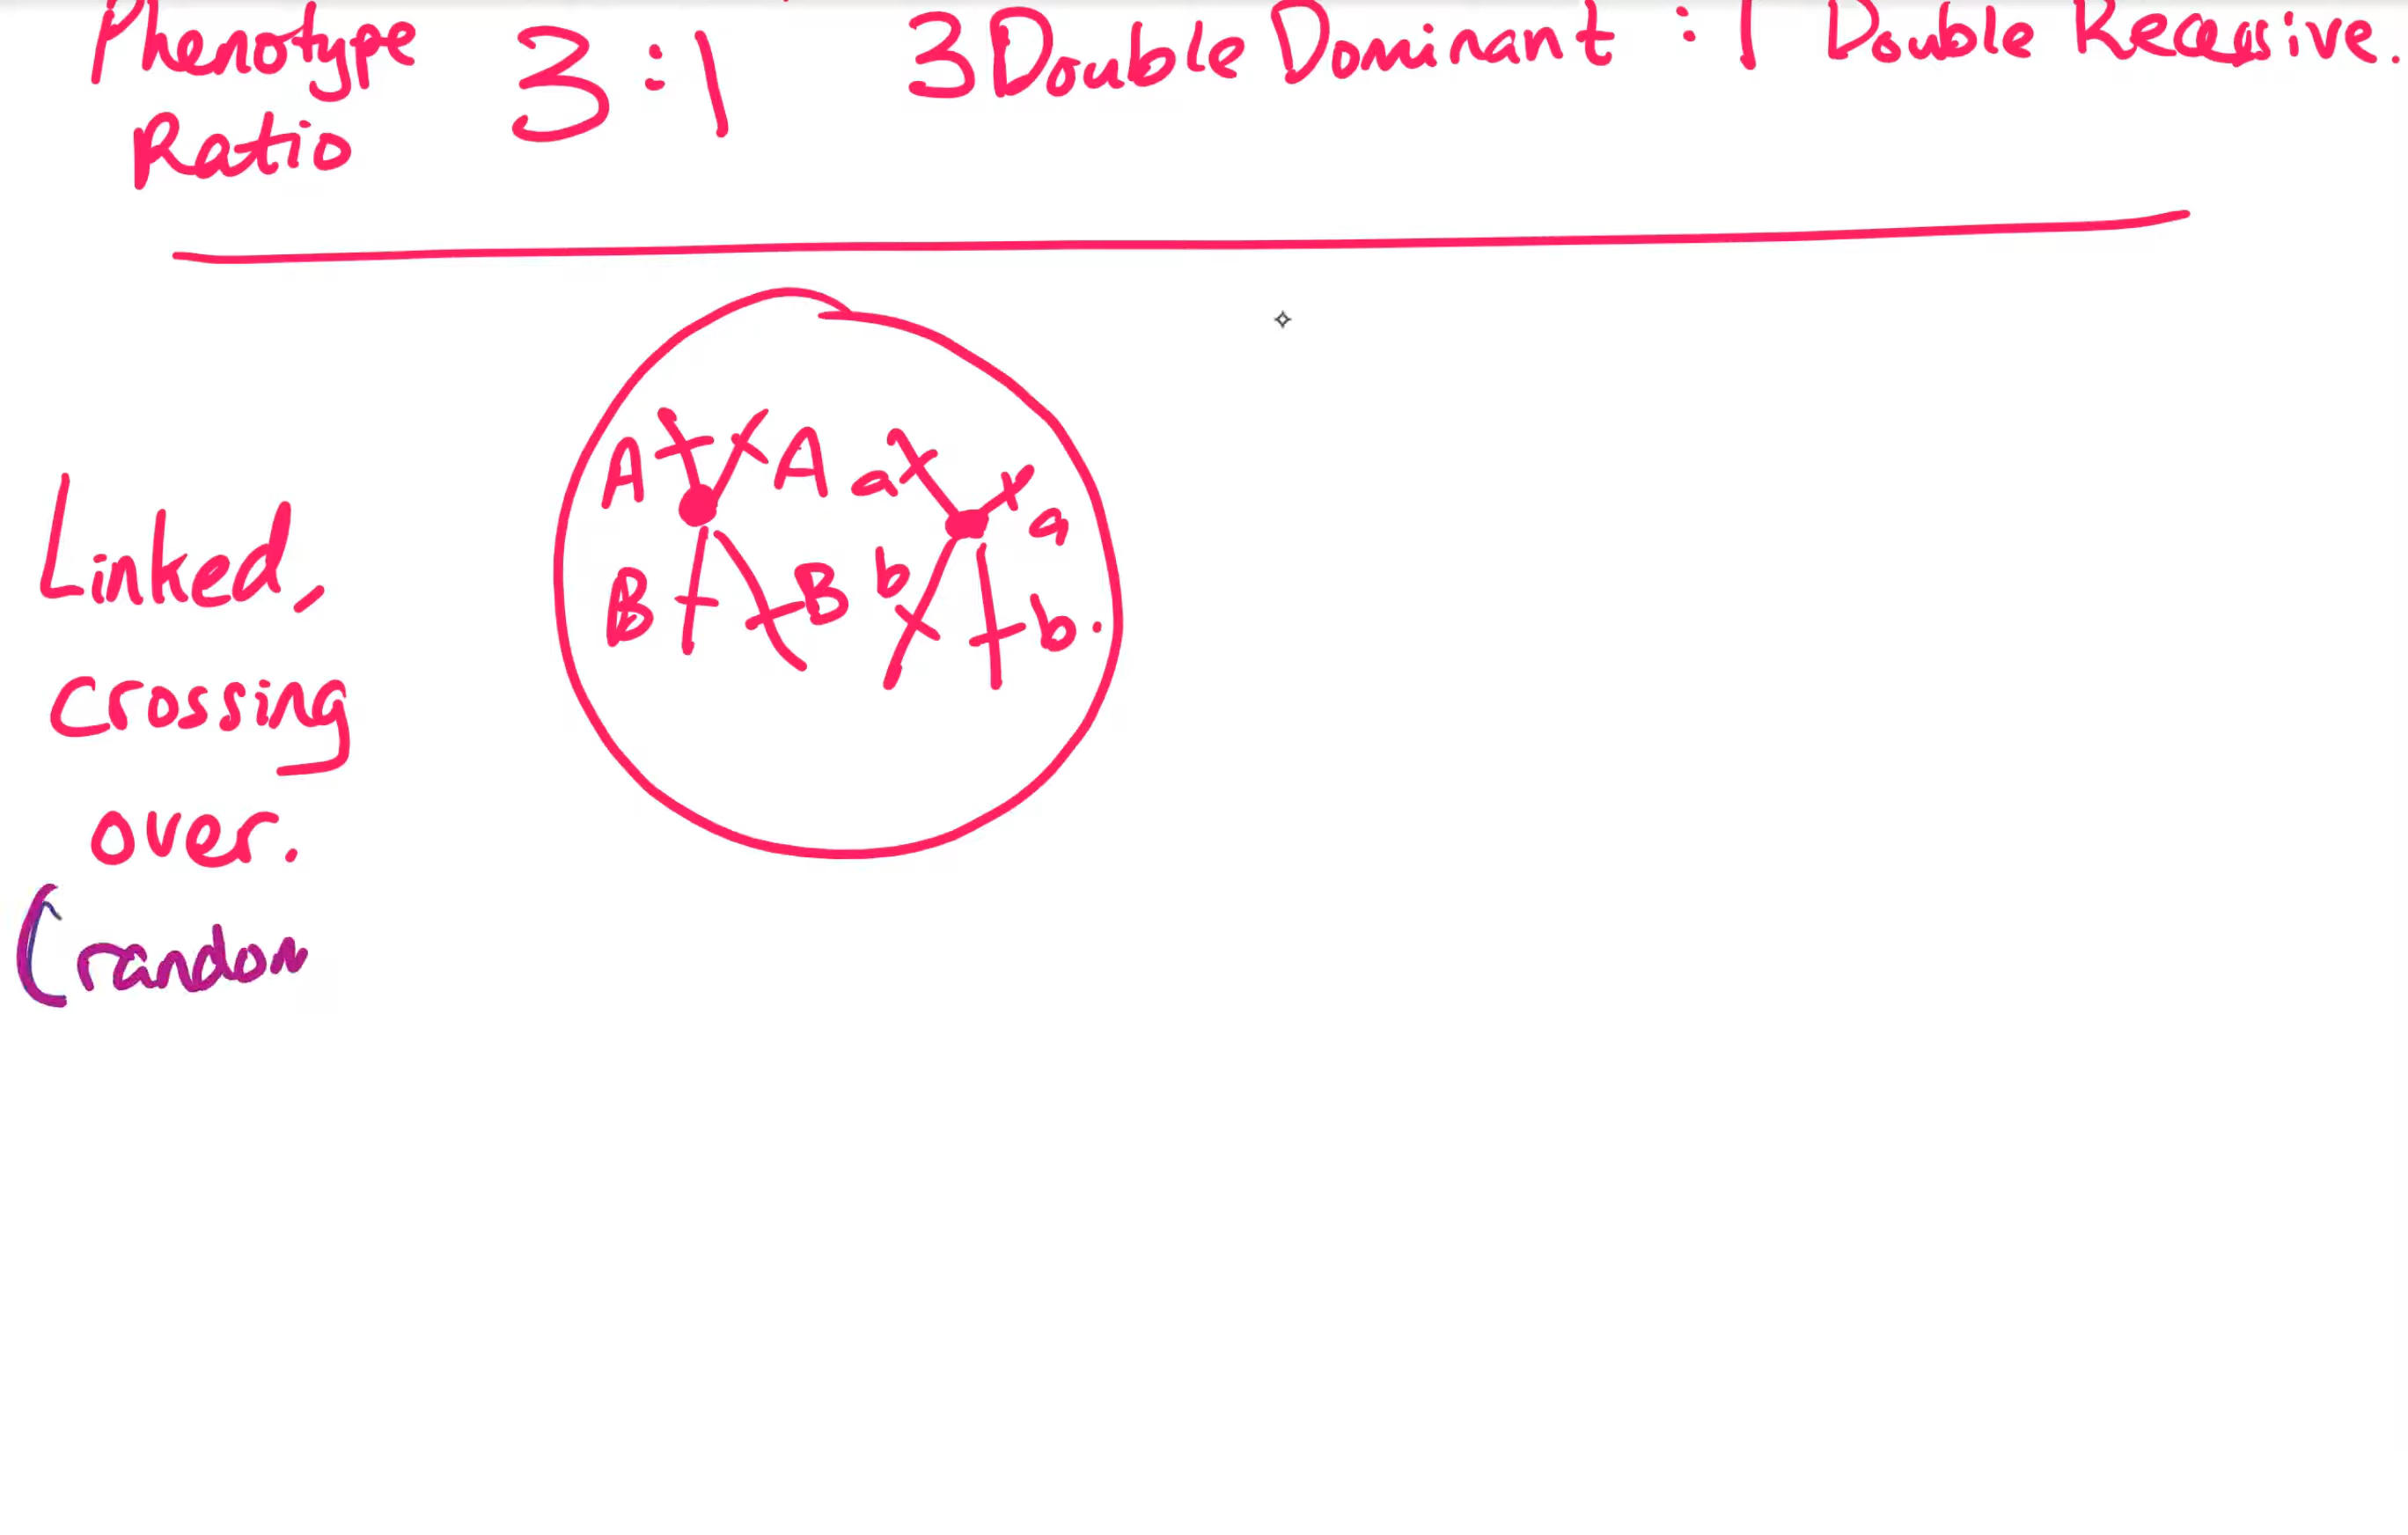 Phenotype 3 : 1 3 Double Dominant : 1 Double Recessive.
Ratio
A A a a
B B b b.
Linked,
crossing
over.
(random